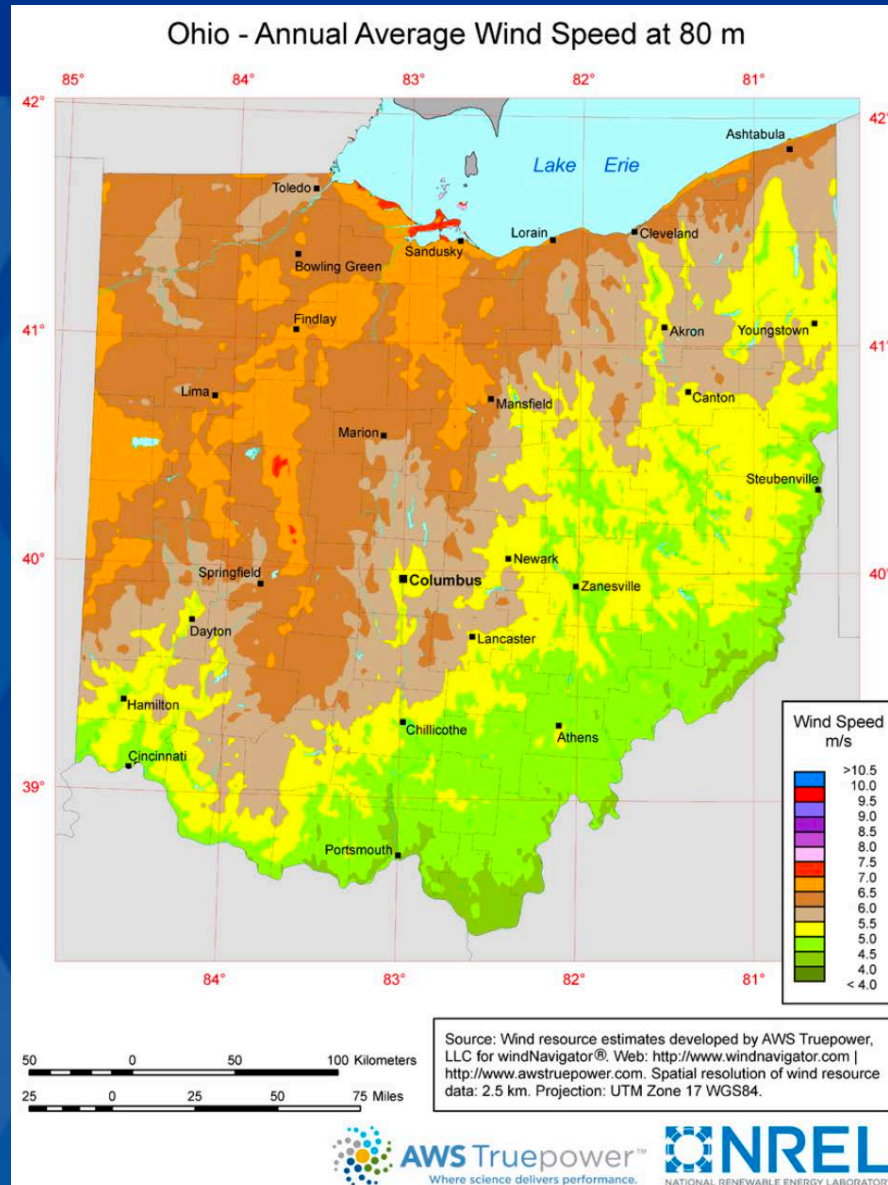 Ohio - Annual Average Wind Speed at 80 m
85° 84° 83° 82° 81°
42° 42°
Ashtabula
Lake Erie
Toledo
Lorain
Cleveland
Sandusky
Bowling Green
41° 41°
Findlay
Akron
Youngstown
Lima
Mansfield
Canton
Marion
Steubenville
40° 40°
Newark
Springfield
Columbus
Zanesville
Dayton
Lancaster
Hamilton
Chillicothe
Athens
Cincinnati
39°
Portsmouth
84° 83° 82° 81°
Wind Speed
m/s
>10.5
10.0
9.5
9.0
8.5
8.0
7.5
7.0
6.5
6.0
5.5
5.0
4.5
4.0
< 4.0
50 0 50 100 Kilometers
25 0 25 50 75 Miles
Source: Wind resource estimates developed by AWS Truepower,
LLC for windNavigator®. Web: http://www.windnavigator.com |
http://www.awstruepower.com. Spatial resolution of wind resource
data: 2.5 km. Projection: UTM Zone 17 WGS84.
AWS Truepower™
Where science delivers performance.
NREL
NATIONAL RENEWABLE ENERGY LABORATORY